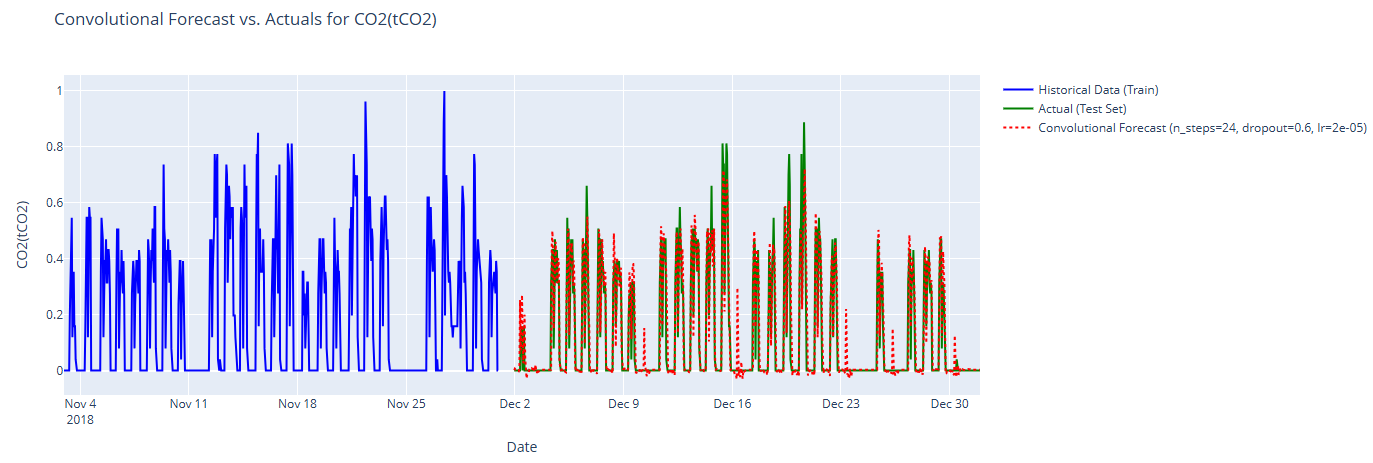 Convolutional Forecast vs. Actuals for CO2(tCO2)
Historical Data (Train)
Actual (Test Set)
Convolutional Forecast (n_steps=24, dropout=0.6, lr=2e-05)
CO2(tCO2)
1
0.8
0.6
0.4
0.2
0
Nov 4 Nov 11 Nov 18 Nov 25 Dec 2 Dec 9 Dec 16 Dec 23 Dec 30
2018
Date